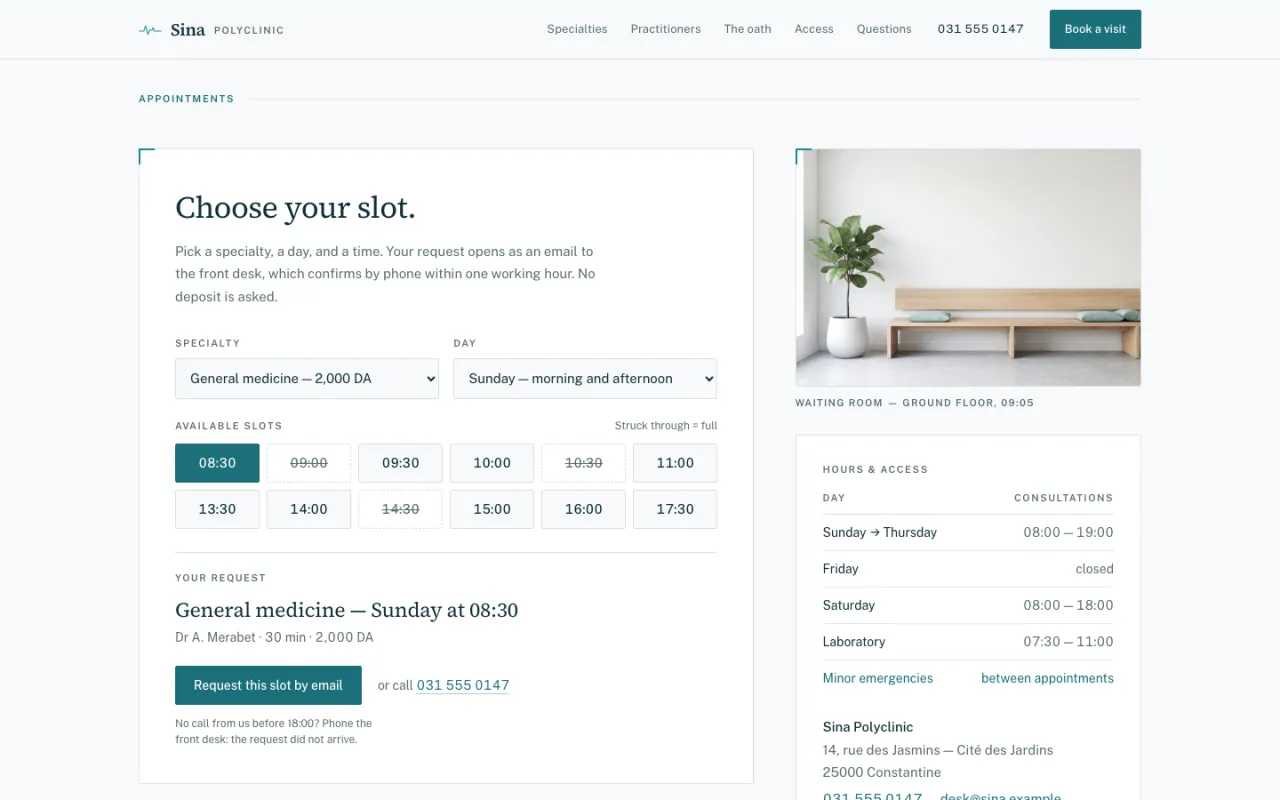 Sina POLYCLINIC
Specialties Practitioners The oath Access Questions 031 555 0147 Book a visit
APPOINTMENTS
Choose your slot.
Pick a specialty, a day, and a time. Your request opens as an email to
the front desk, which confirms by phone within one working hour. No
deposit is asked.
SPECIALTY DAY
General medicine — 2,000 DA Sunday — morning and afternoon
AVAILABLE SLOTS Struck through = full
08:30 09:00 09:30 10:00 10:30 11:00
13:30 14:00 14:30 15:00 16:00 17:30
YOUR REQUEST
General medicine — Sunday at 08:30
Dr A. Merabet · 30 min · 2,000 DA
Request this slot by email or call 031 555 0147
No call from us before 18:00? Phone the
front desk: the request did not arrive.
WAITING ROOM — GROUND FLOOR, 09:05
HOURS & ACCESS
DAY CONSULTATIONS
Sunday → Thursday 08:00 — 19:00
Friday closed
Saturday 08:00 — 18:00
Laboratory 07:30 — 11:00
Minor emergencies between appointments
Sina Polyclinic
14, rue des Jasmins — Cité des Jardins
25000 Constantine
031 555 0147 desk@sina.example